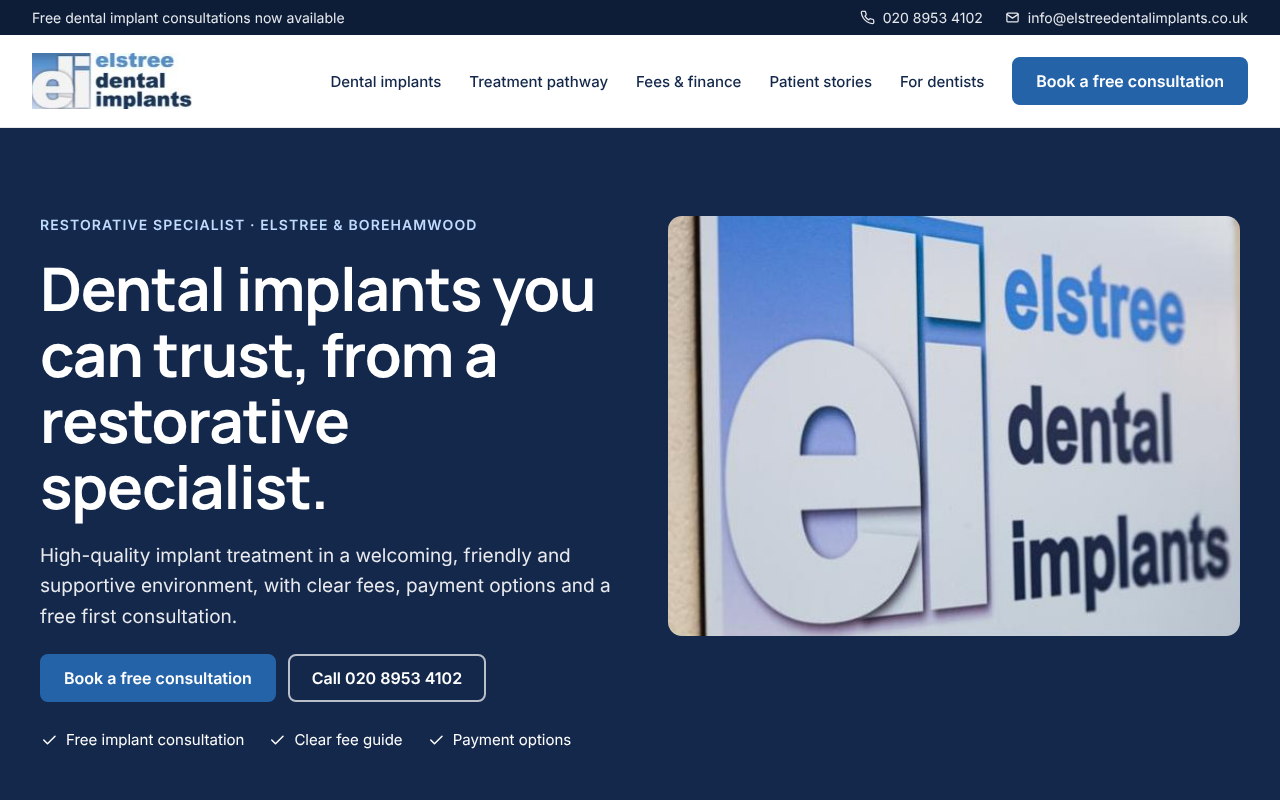 Free dental implant consultations now available
020 8953 4102
info@elstreedentalimplants.co.uk
edi
elstree
dental
implants
Dental implants
Treatment pathway
Fees & finance
Patient stories
For dentists
Book a free consultation
RESTORATIVE SPECIALIST · ELSTREE & BOREHAMWOOD
Dental implants you
can trust, from a
restorative
specialist.
High-quality implant treatment in a welcoming, friendly and
supportive environment, with clear fees, payment options and a
free first consultation.
Book a free consultation
Call 020 8953 4102
Free implant consultation
Clear fee guide
Payment options
edi
elstree
dental
implants